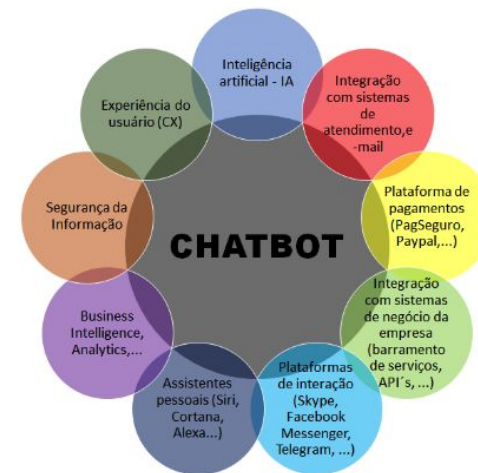 Inteligência
artificial - IA
Integração
com sistemas
de
atendimento,e
-mail
Plataforma de
pagamentos
(PagSeguro,
Paypal,...)
Integração
com sistemas
de negócio da
empresa
(barramento
de serviços,
API´s, ...)
Plataformas
de interação
(Skype,
Facebook
Messenger,
Telegram, ...)
Assistentes
pessoais (Siri,
Cortana,
Alexa...)
Business
Intelligence,
Analytics,...
Segurança da
Informação
Experiência do
usuário (CX)
CHATBOT